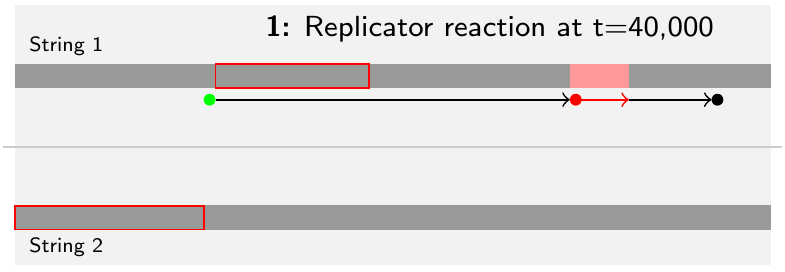 1: Replicator reaction at t=40,000
String 1
String 2